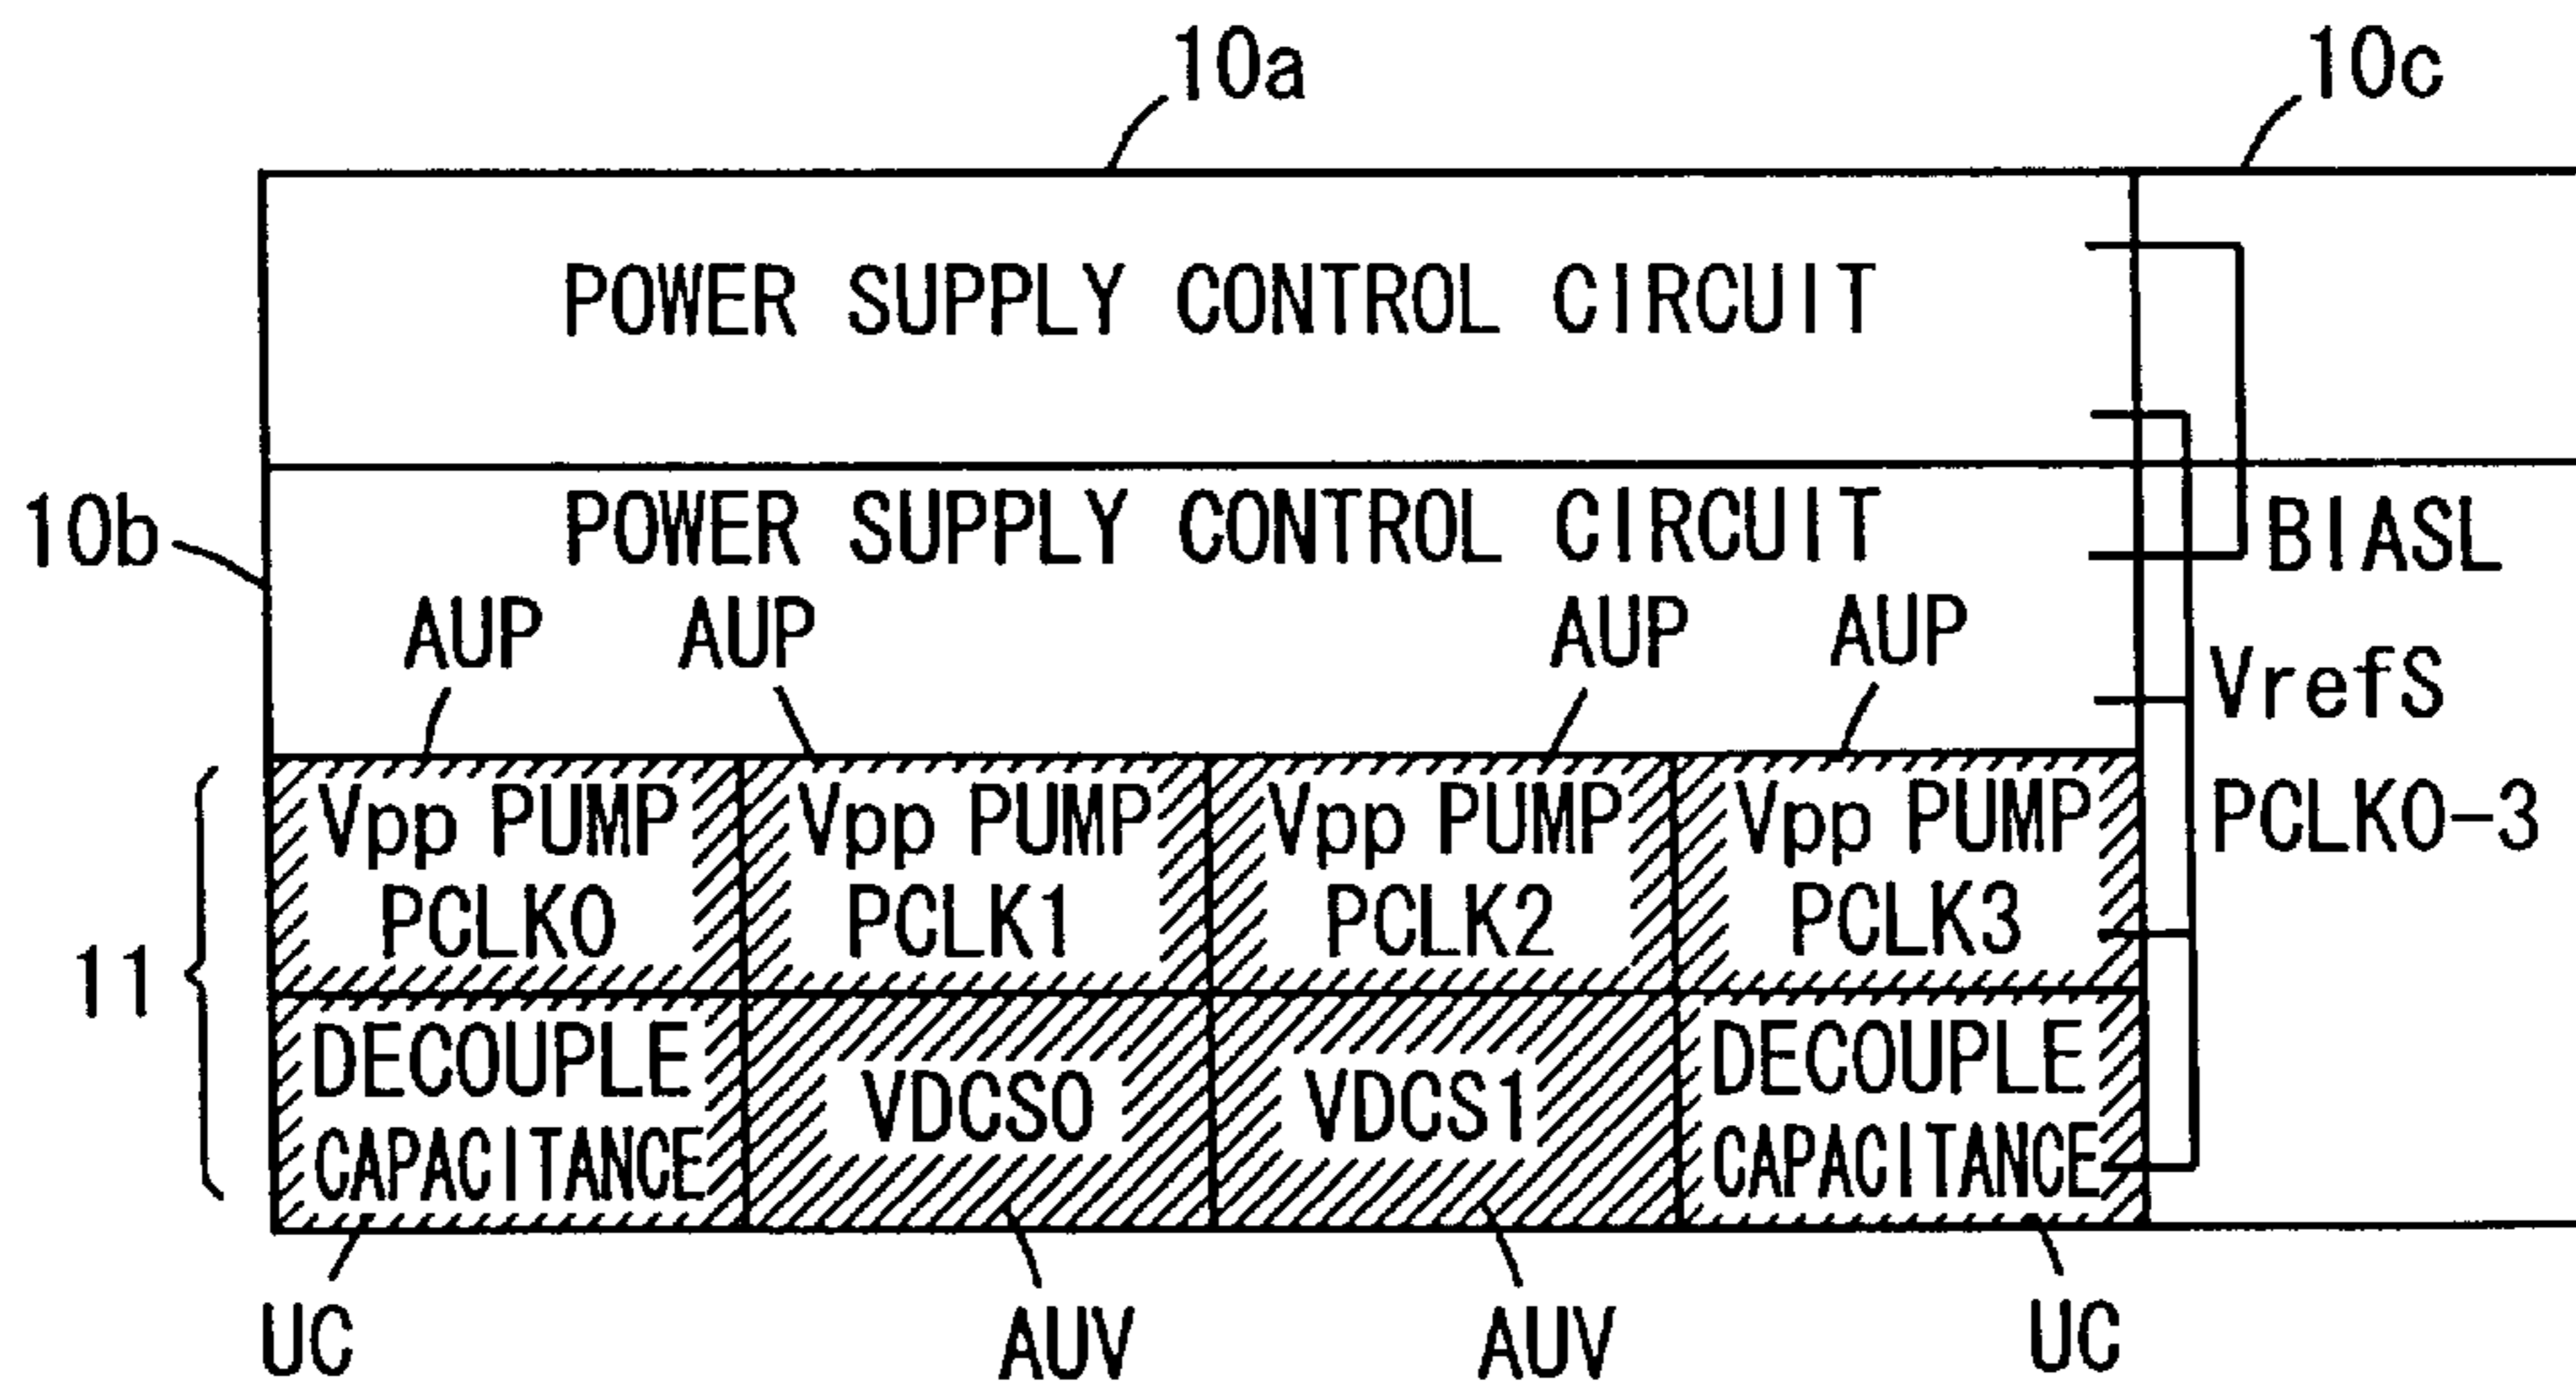 10a
10c
POWER SUPPLY CONTROL CIRCUIT
10b
POWER SUPPLY CONTROL CIRCUIT
BIASL
AUP
AUP
AUP
AUP
VrefS
PCLK0-3
11
Vpp PUMP
PCLK0
Vpp PUMP
PCLK1
Vpp PUMP
PCLK2
Vpp PUMP
PCLK3
DECOUPLE
CAPACITANCE
VDCS0
VDCS1
DECOUPLE
CAPACITANCE
UC
AUV
AUV
UC